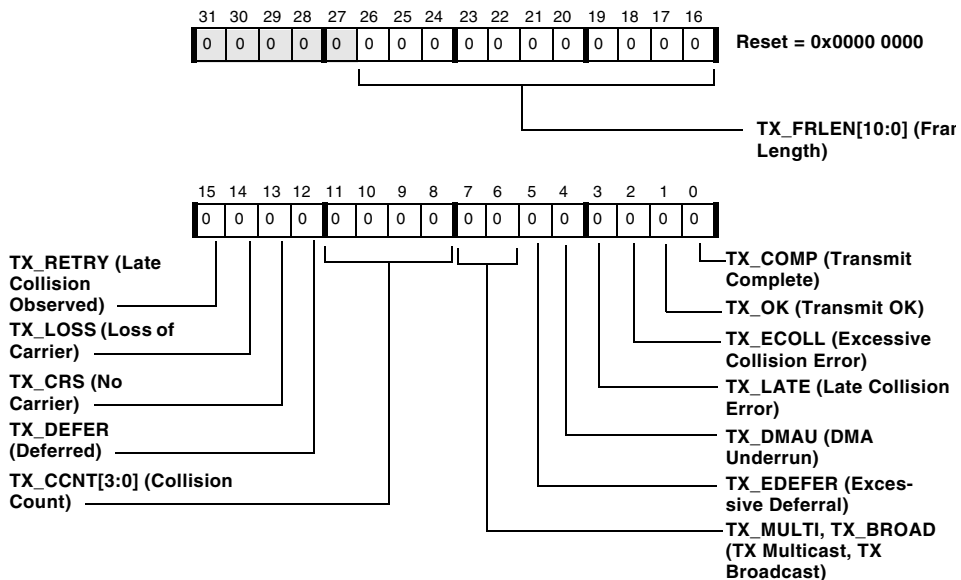 31 30 29 28 27 26 25 24 23 22 21 20 19 18 17 16
0 0 0 0 0 0 0 0 0 0 0 0 0 0 0 0
Reset = 0x0000 0000
TX_FRLEN[10:0] (Fran
Length)
15 14 13 12 11 10 9 8 7 6 5 4 3 2 1 0
0 0 0 0 0 0 0 0 0 0 0 0 0 0 0 0
TX_RETRY (Late
Collision
Observed)
TX_LOSS (Loss of
Carrier)
TX_CRS (No
Carrier)
TX_DEFER
(Deferred)
TX_CCNT[3:0] (Collision
Count)
TX_COMP (Transmit
Complete)
TX_OK (Transmit OK)
TX_ECOLL (Excessive
Collision Error)
TX_LATE (Late Collision
Error)
TX_DMAU (DMA
Underrun)
TX_EDEFER (Exces-
sive Deferral)
TX_MULTI, TX_BROAD
(TX Multicast, TX
Broadcast)